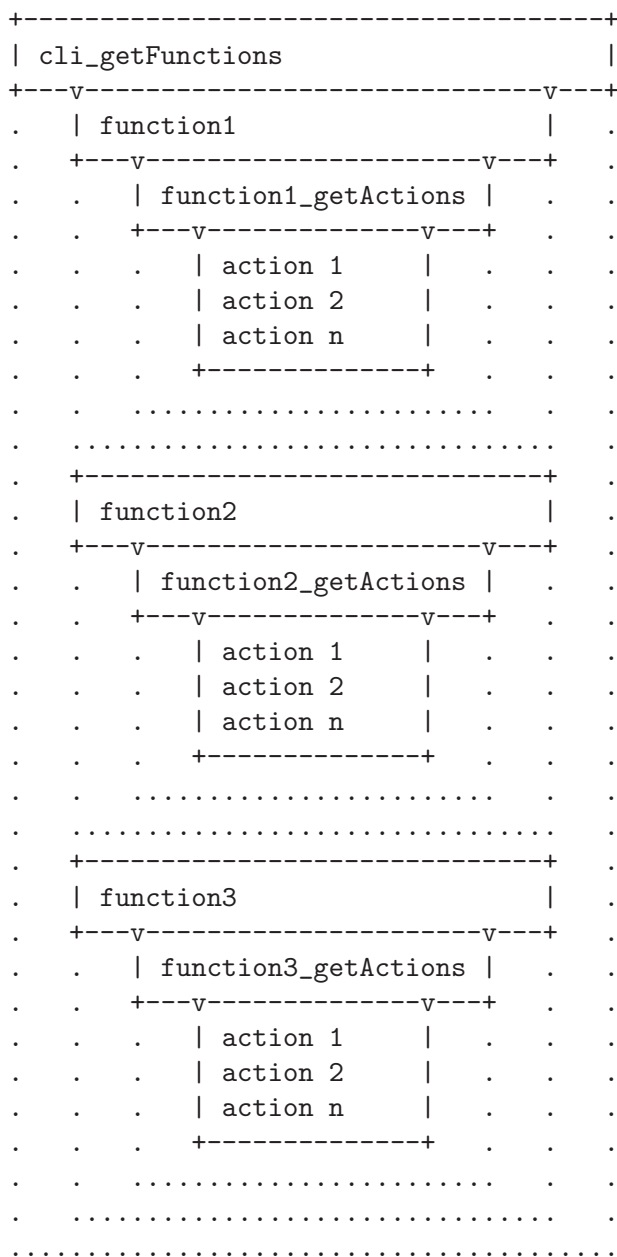 +--------------------------------------+
| cli_getFunctions                     |
+---v------------------------------v---+
.   | function1                    |   .
.   +---v----------------------v---+   .
.   .   | function1_getActions |   .   .
.   .   +---v--------------v---+   .   .
.   .   .   | action 1     |   .   .   .
.   .   .   | action 2     |   .   .   .
.   .   .   | action n     |   .   .   .
.   .   .   +--------------+   .   .   .
.   .   ........................   .   .
.   ................................   .
.   +------------------------------+   .
.   | function2                    |   .
.   +---v----------------------v---+   .
.   .   | function2_getActions |   .   .
.   .   +---v--------------v---+   .   .
.   .   .   | action 1     |   .   .   .
.   .   .   | action 2     |   .   .   .
.   .   .   | action n     |   .   .   .
.   .   .   +--------------+   .   .   .
.   .   ........................   .   .
.   ................................   .
.   +------------------------------+   .
.   | function3                    |   .
.   +---v----------------------v---+   .
.   .   | function3_getActions |   .   .
.   .   +---v--------------v---+   .   .
.   .   .   | action 1     |   .   .   .
.   .   .   | action 2     |   .   .   .
.   .   .   | action n     |   .   .   .
.   .   .   +--------------+   .   .   .
.   .   ........................   .   .
.   ................................   .
........................................